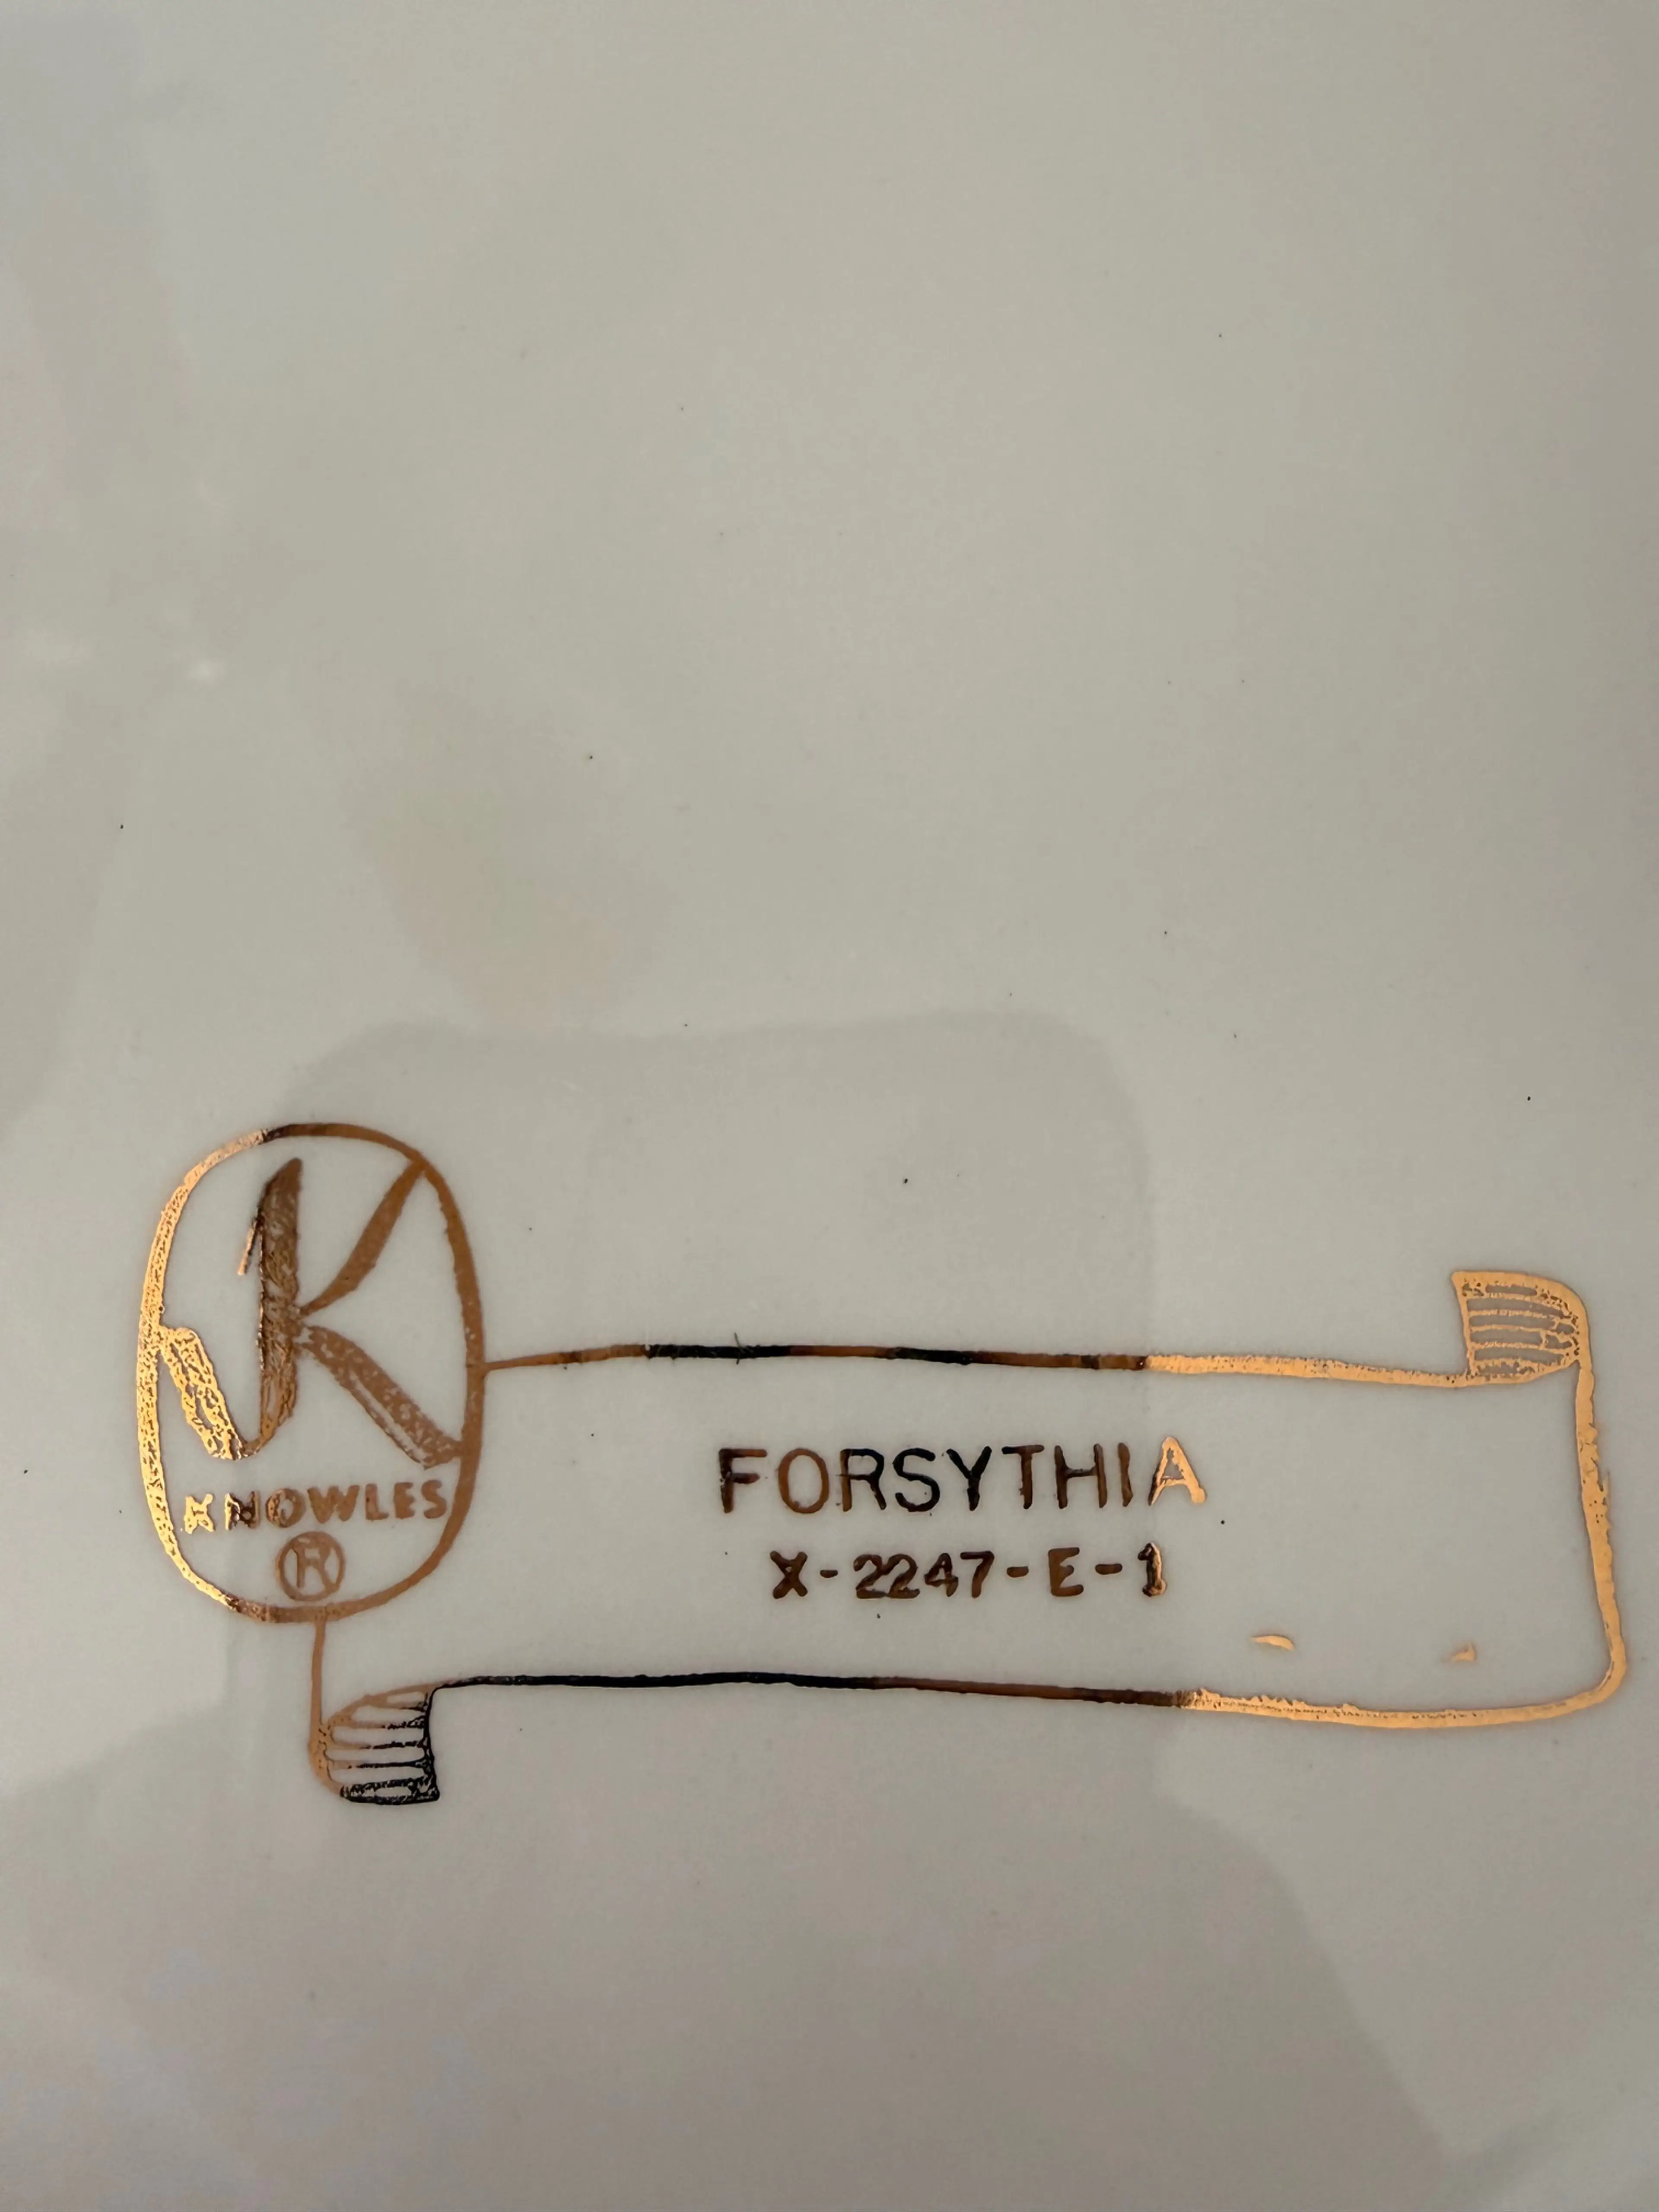 K
KNOWLES
®
FORSYTHIA
X-2247-E-1